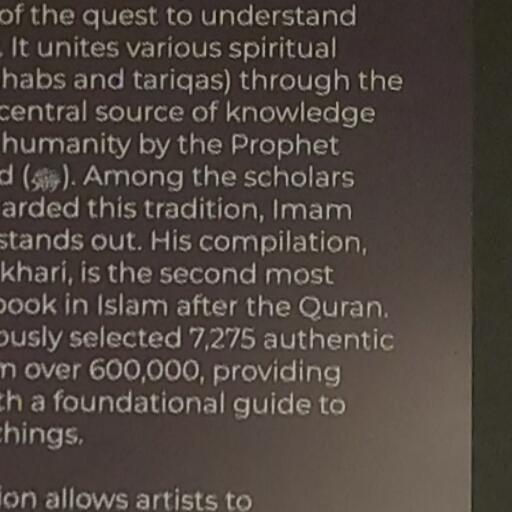 of the quest to understand
. It unites various spiritual
habs and tariqas) through the
central source of knowledge
humanity by the Prophet
d (ﷺ). Among the scholars
arded this tradition, Imam
stands out. His compilation,
khari, is the second most
book in Islam after the Quran.
ously selected 7,275 authentic
m over 600,000, providing
th a foundational guide to
things.
ion allows artists to